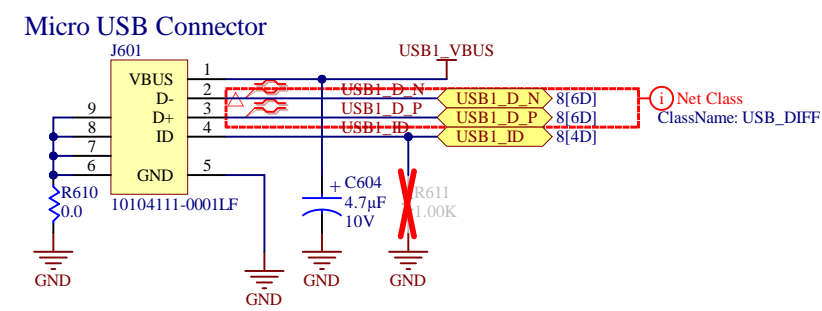 Micro USB Connector
J601
USB1_VBUS
VBUS 1
D- 2 USB1_D_N USB1_D_N 8[6D]
i Net Class
9 D+ 3 USB1_D_P USB1_D_P 8[6D]
ClassName: USB_DIFF
8 ID 4 USB1_ID USB1_ID 8[4D]
7
6 GND 5
R610
0.0
10104111-0001LF
+ C604
4.7μF
10V
R611
1.00K
GND
GND
GND
GND